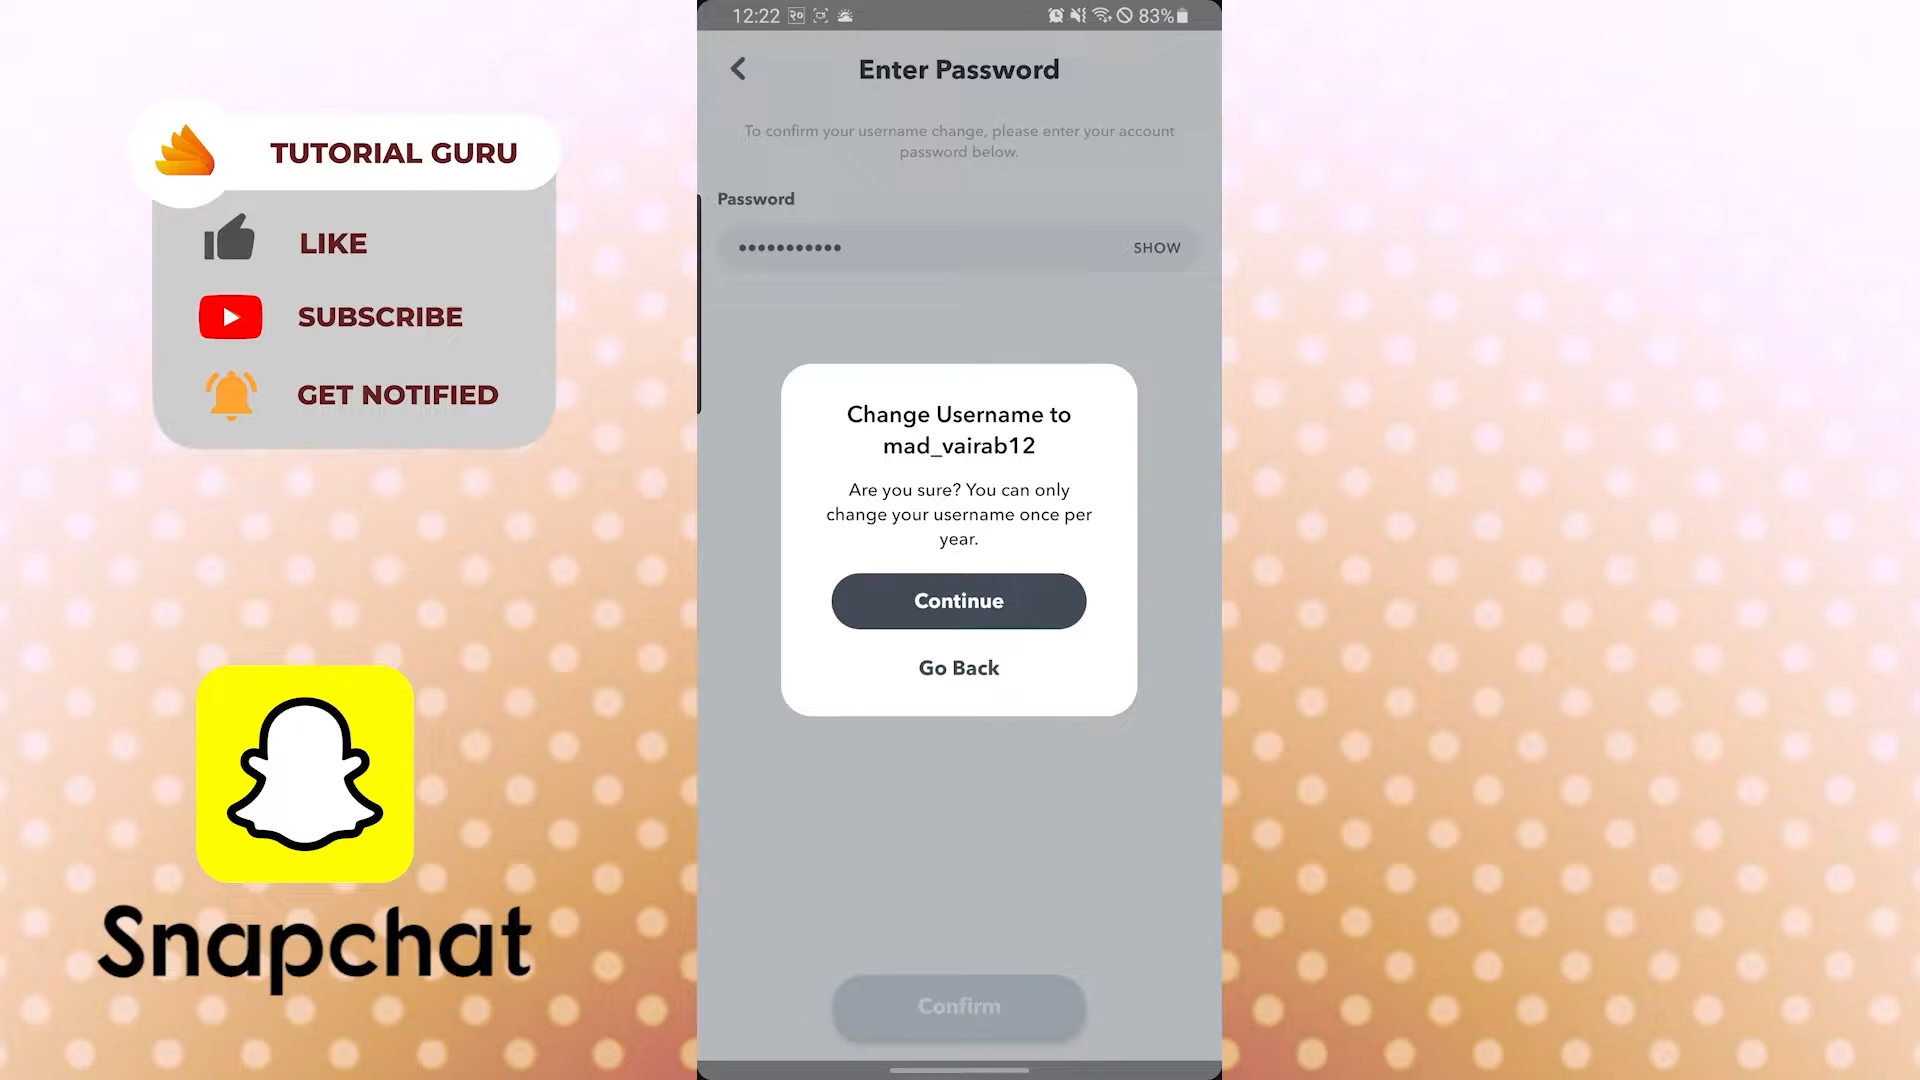 TUTORIAL GURU
LIKE
SUBSCRIBE
GET NOTIFIED
Snapchat
12:22
83%
Enter Password
To confirm your username change, please enter your account
password below.
Password
•••••••••••
SHOW
Change Username to
mad_vairab12
Are you sure? You can only
change your username once per
year.
Continue
Go Back
Confirm